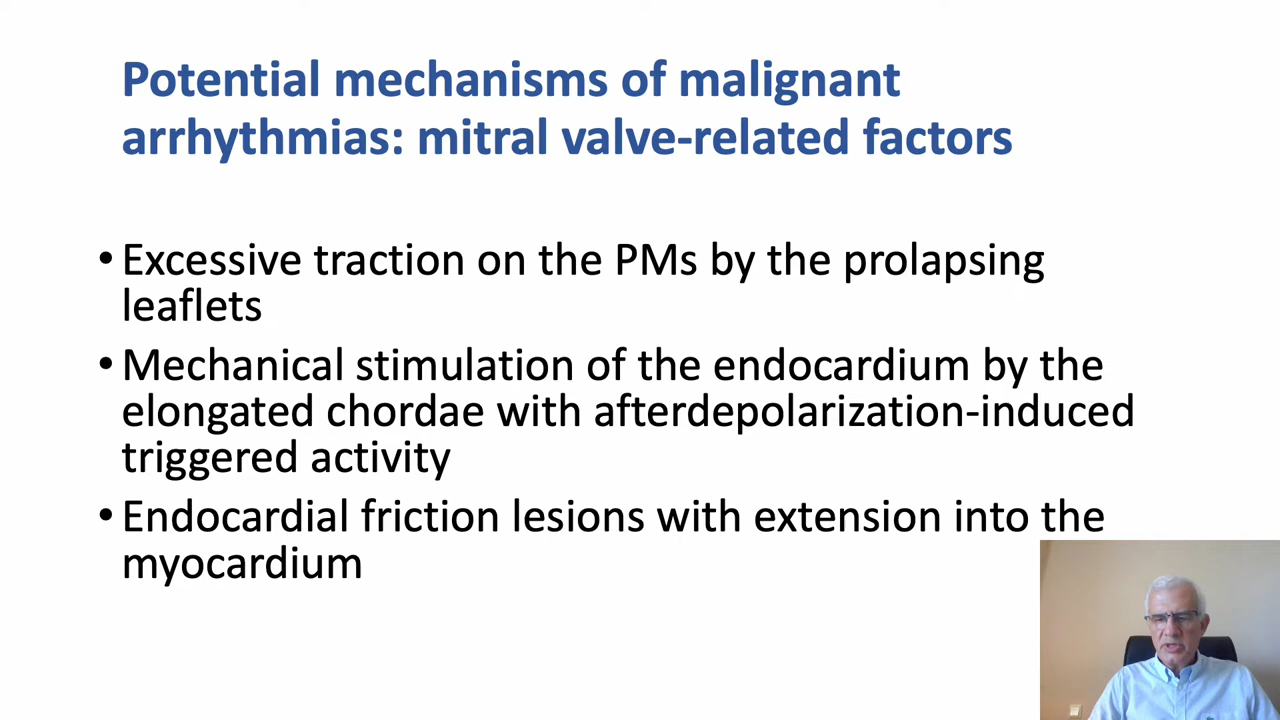 Potential mechanisms of malignant
arrhythmias: mitral valve-related factors
• Excessive traction on the PMs by the prolapsing
leaflets
• Mechanical stimulation of the endocardium by the
elongated chordae with afterdepolarization-induced
triggered activity
• Endocardial friction lesions with extension into the
myocardium